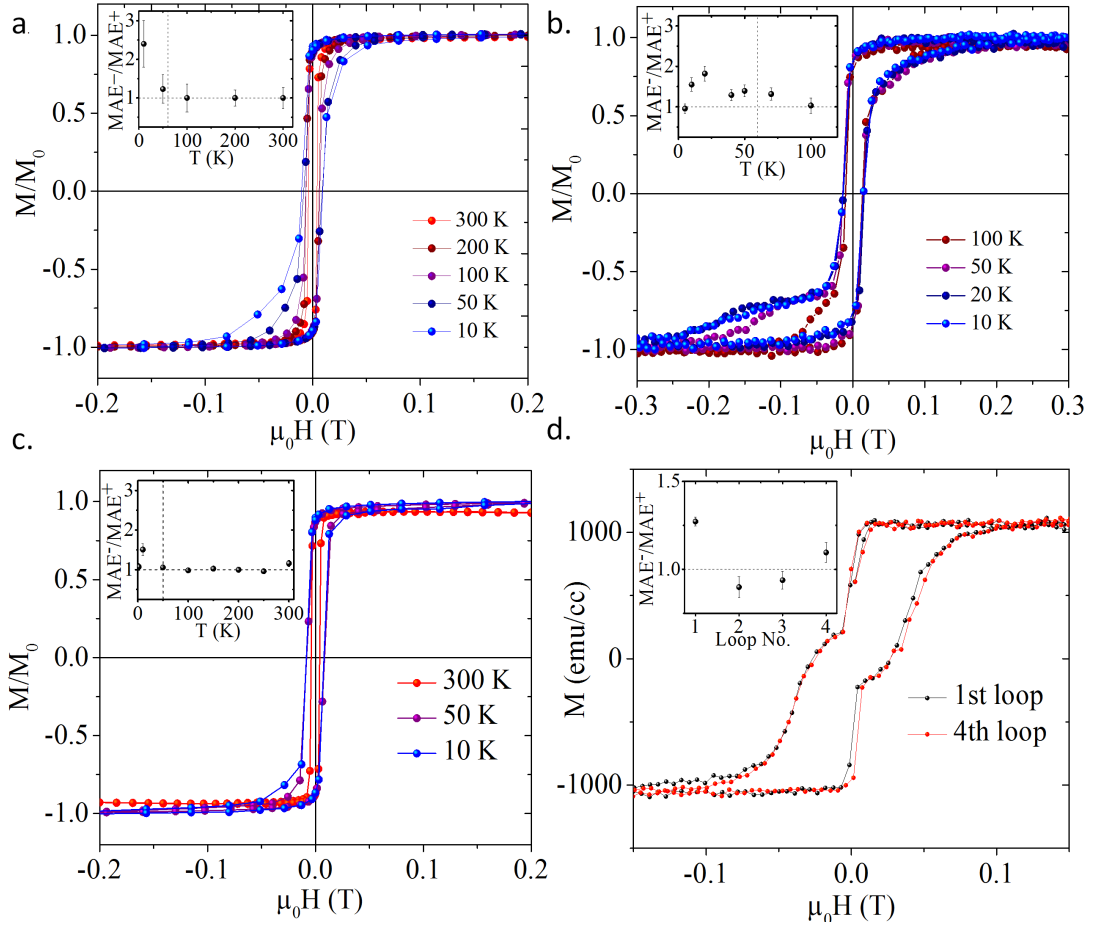 a.
MAE−/MAE+
3
2
1
0 100 200 300
T (K)
M/M0
1.0
0.5
0.0
-0.5
-1.0
300 K
200 K
100 K
50 K
10 K
-0.2 -0.1 0.0 0.1 0.2
μ0H (T)
b.
MAE-/MAE+
3
2
1
0 50 100
T (K)
M/M0
1.0
0.5
0.0
-0.5
-1.0
100 K
50 K
20 K
10 K
-0.3 -0.2 -0.1 0.0 0.1 0.2 0.3
μ0H (T)
c.
MAE-/MAE+
3
2
1
0 100 200 300
T (K)
M/M0
1.0
0.5
0.0
-0.5
-1.0
300 K
50 K
10 K
-0.2 -0.1 0.0 0.1 0.2
μ0H (T)
d.
MAE-/MAE+
1.5
1.0
1 2 3 4
Loop No.
M (emu/cc)
1000
0
-1000
1st loop
4th loop
-0.1 0.0 0.1
μ0H (T)